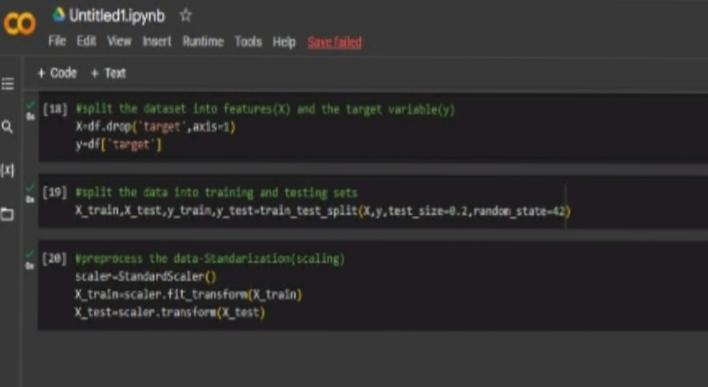 CO Untitled1.ipynb
File Edit View Insert Runtime Tools Help Save failed
+ Code + Text
[18] #split the dataset into features(X) and the target variable(y)
X=df.drop('target',axis=1)
y=df['target']
[19] #split the data into training and testing sets
X_train,X_test,y_train,y_test=train_test_split(X,y,test_size=0.2,random_state=42)
[20] #preprocess the data-Standarization(scaling)
scaler=StandardScaler()
X_train=scaler.fit_transform(X_train)
X_test=scaler.transform(X_test)